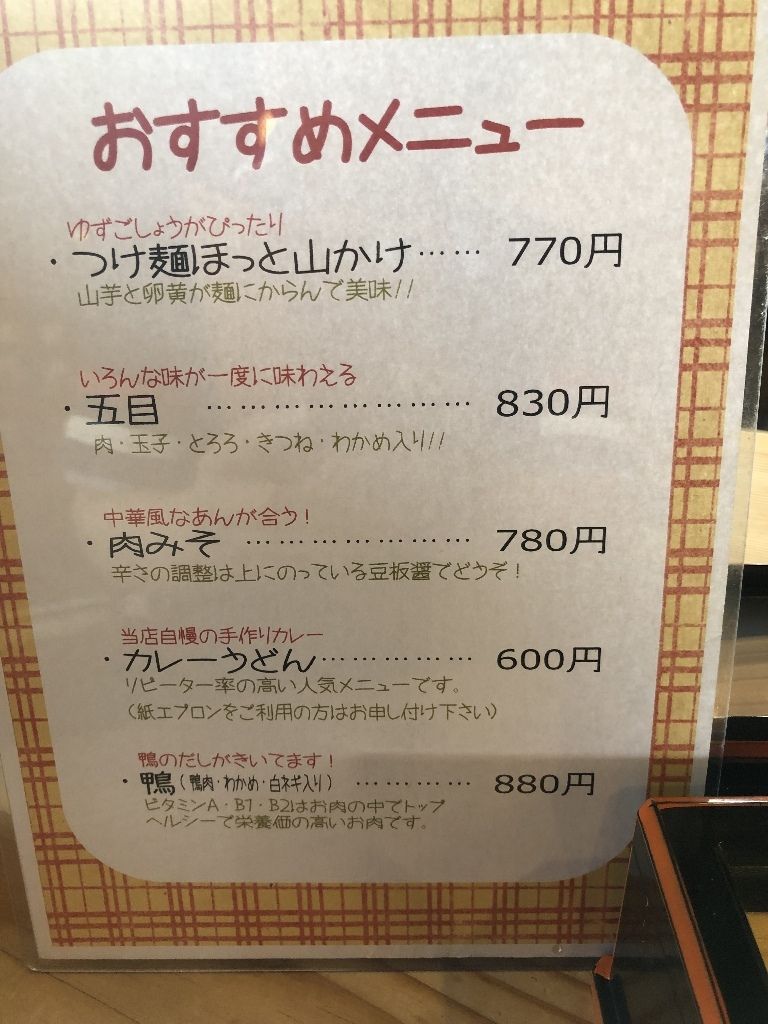 おすすめメニュー
ゆずごしょうがぴったり
・つけ麺ほっと山かけ…… 770円
山芋と卵黄が麺にからんで美味!!
いろんな味が一度に味わえる
・五目 ……………………… 830円
肉・玉子・とろろ・きつね・わかめ入り!!
中華風なあんが合う!
・肉みそ ………………… 780円
辛さの調整は上にのっている豆板醤でどうぞ!
当店自慢の手作りカレー
・カレーうどん…………… 600円
リピーター率の高い人気メニューです。
(紙エプロンをご利用の方はお申し付け下さい)
鴨のだしがきいてます!
・鴨(鴨肉・わかめ・白ネギ入り) ………… 880円
ビタミンA・B1・B2はお肉の中でトップ
ヘルシーで栄養価の高いお肉です。